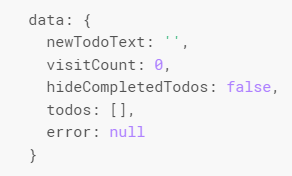 data: {
  newTodoText: '',
  visitCount: 0,
  hideCompletedTodos: false,
  todos: [],
  error: null
}